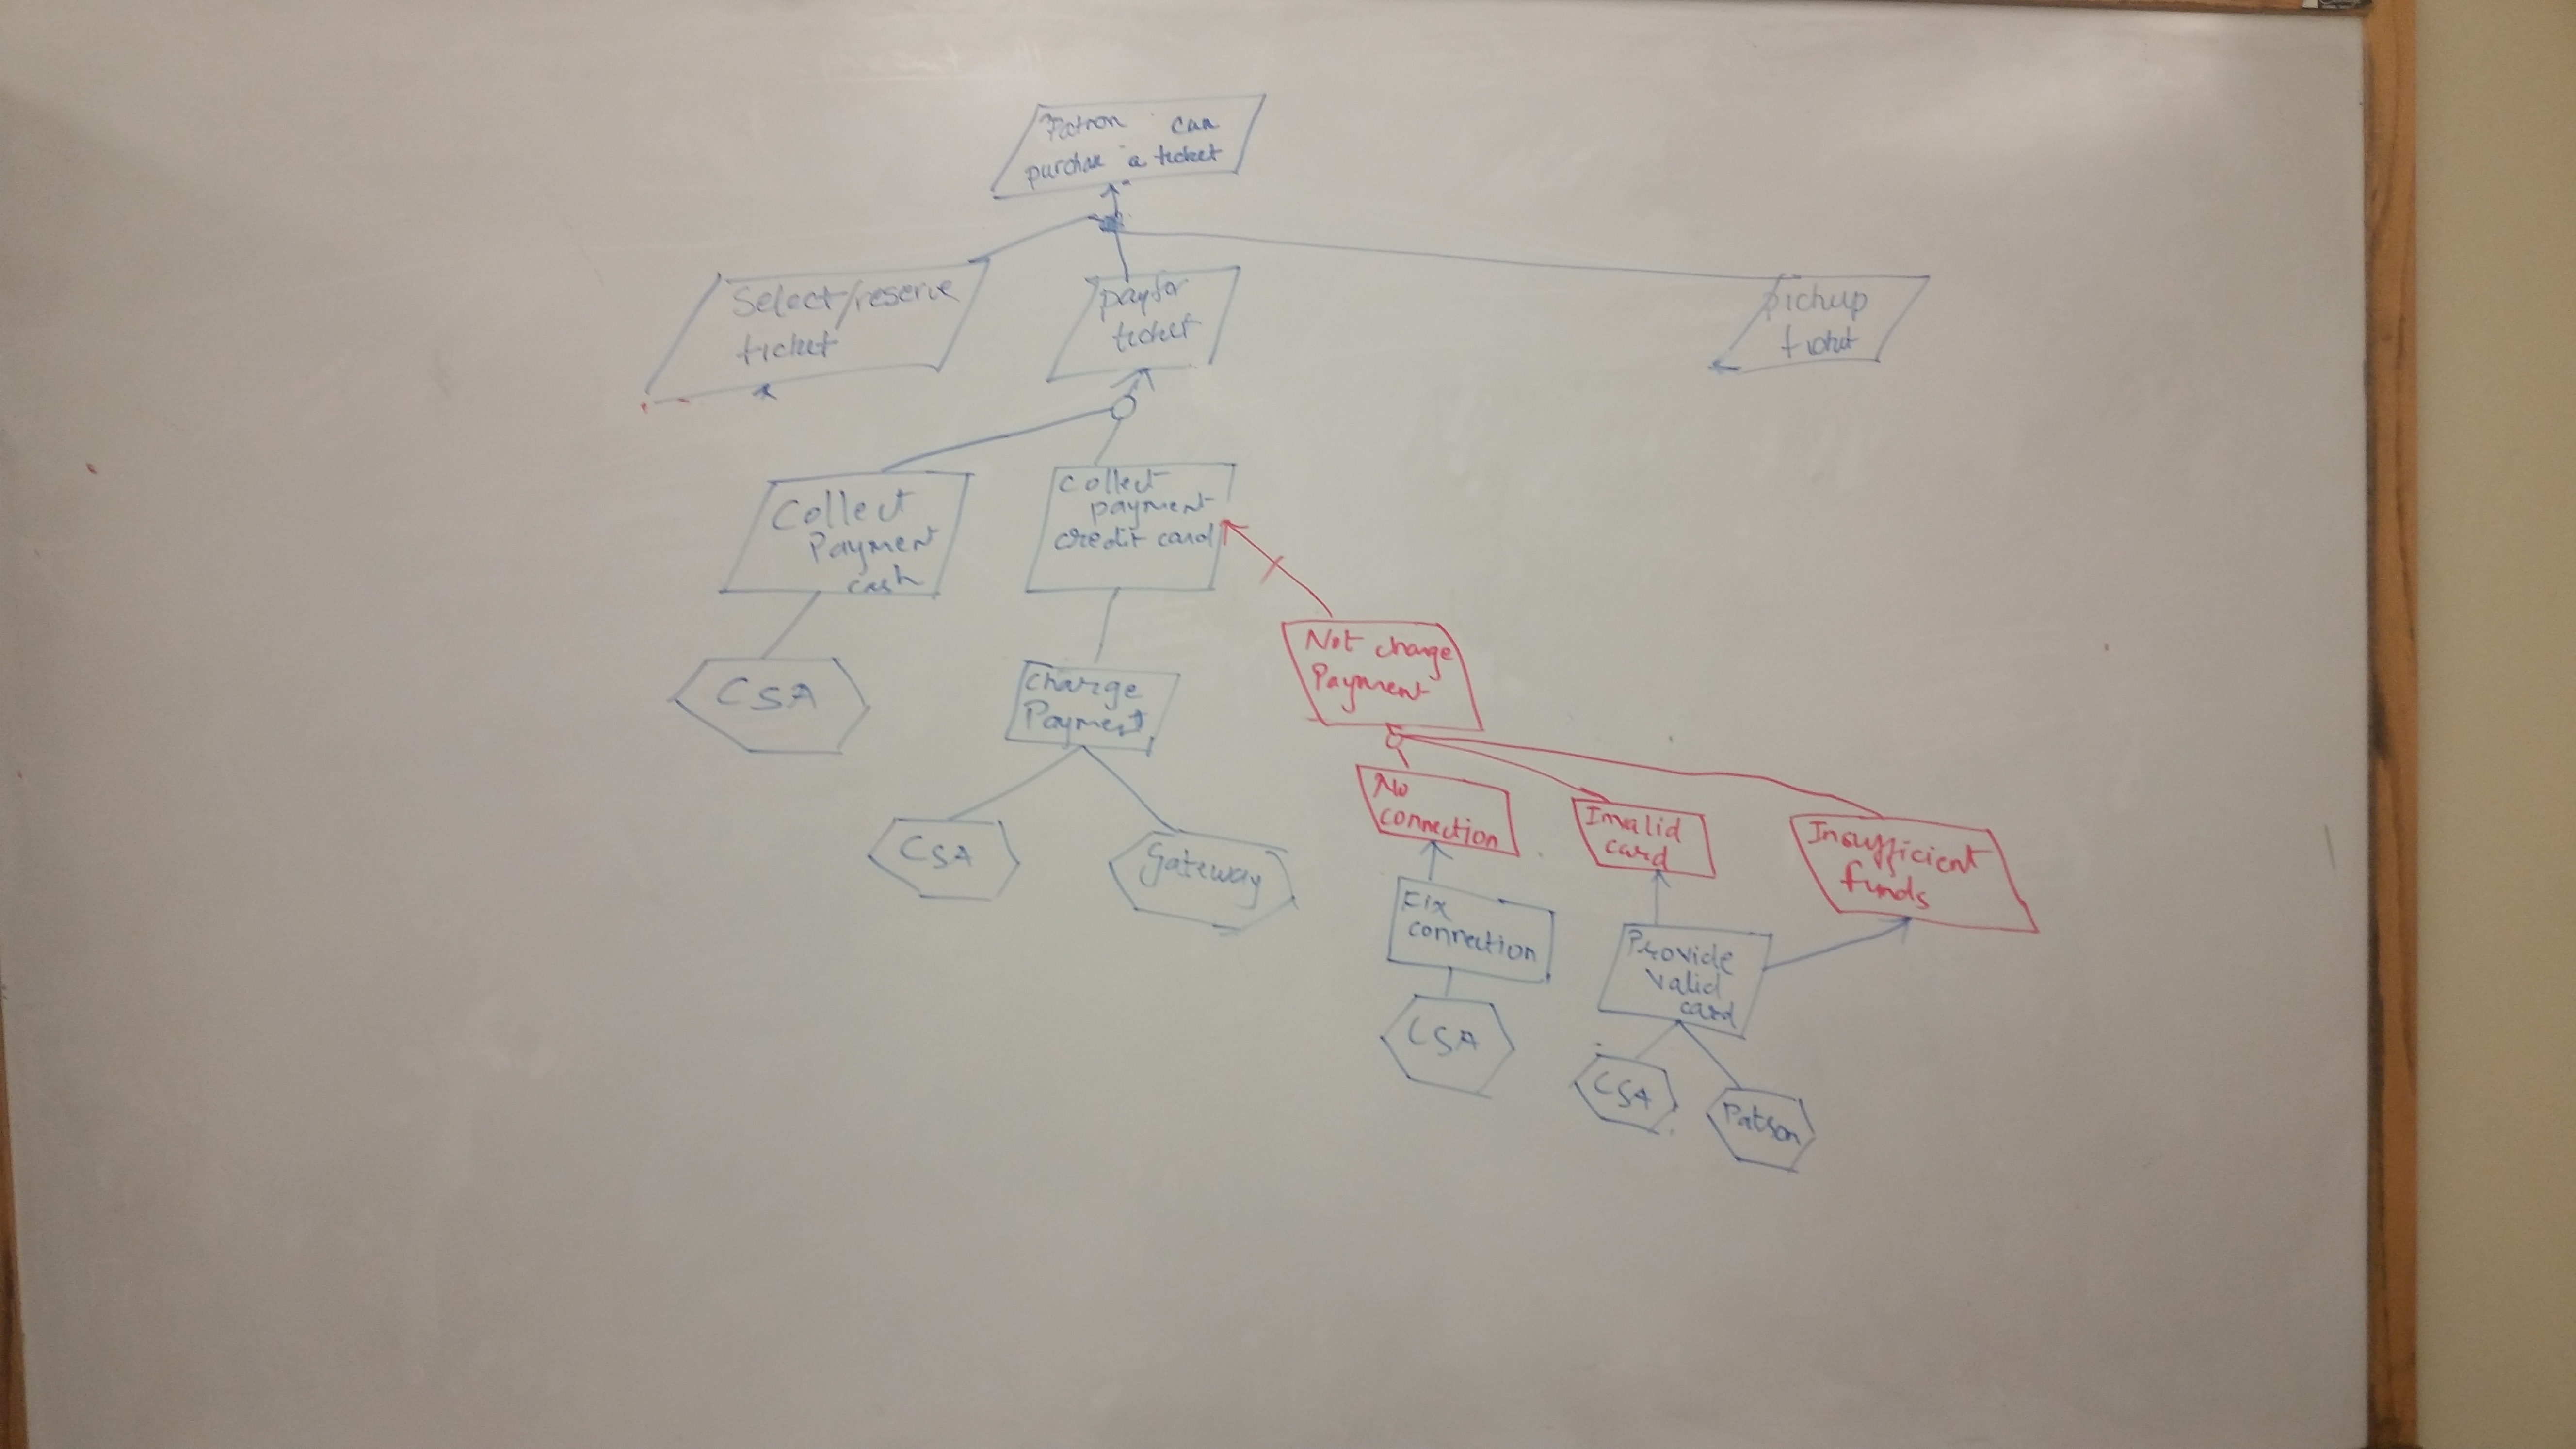 Patron can
purchase a ticket
Select/reserve
ticket
pay for
ticket
pickup
ticket
Collect
Payment
cash
collect
payment
credit card
CSA
charge
Payment
Not charge
Payment
CSA
Gateway
No
connection
Invalid
card
Insufficient
funds
Fix
connection
Provide
Valid
card
CSA
CSA
Patron